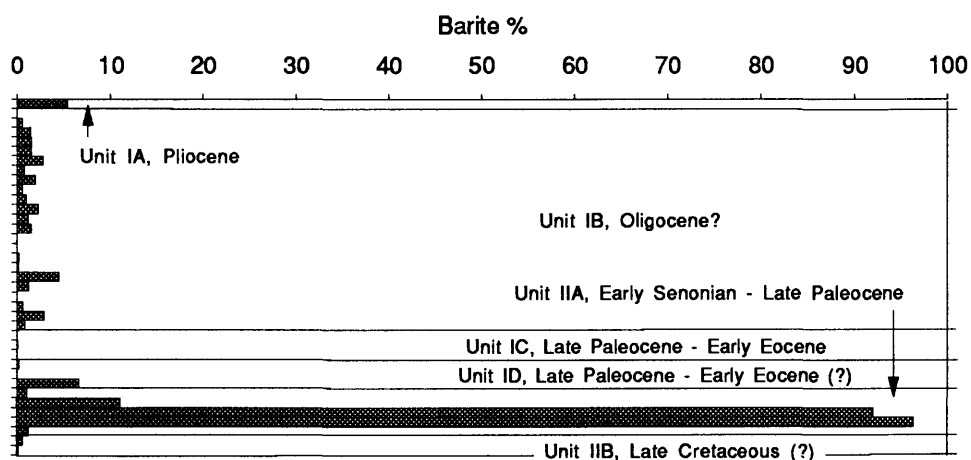 Barite %
0 10 20 30 40 50 60 70 80 90 100
Unit IA, Pliocene
Unit IB, Oligocene?
Unit IIA, Early Senonian - Late Paleocene
Unit IC, Late Paleocene - Early Eocene
Unit ID, Late Paleocene - Early Eocene (?)
Unit IIB, Late Cretaceous (?)